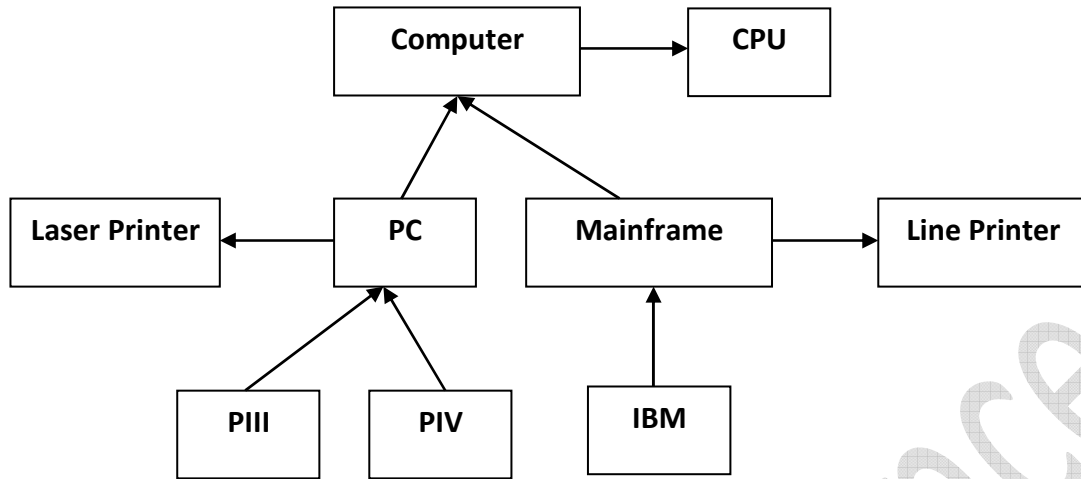 Computer
CPU
Laser Printer
PC
Mainframe
Line Printer
PIII
PIV
IBM